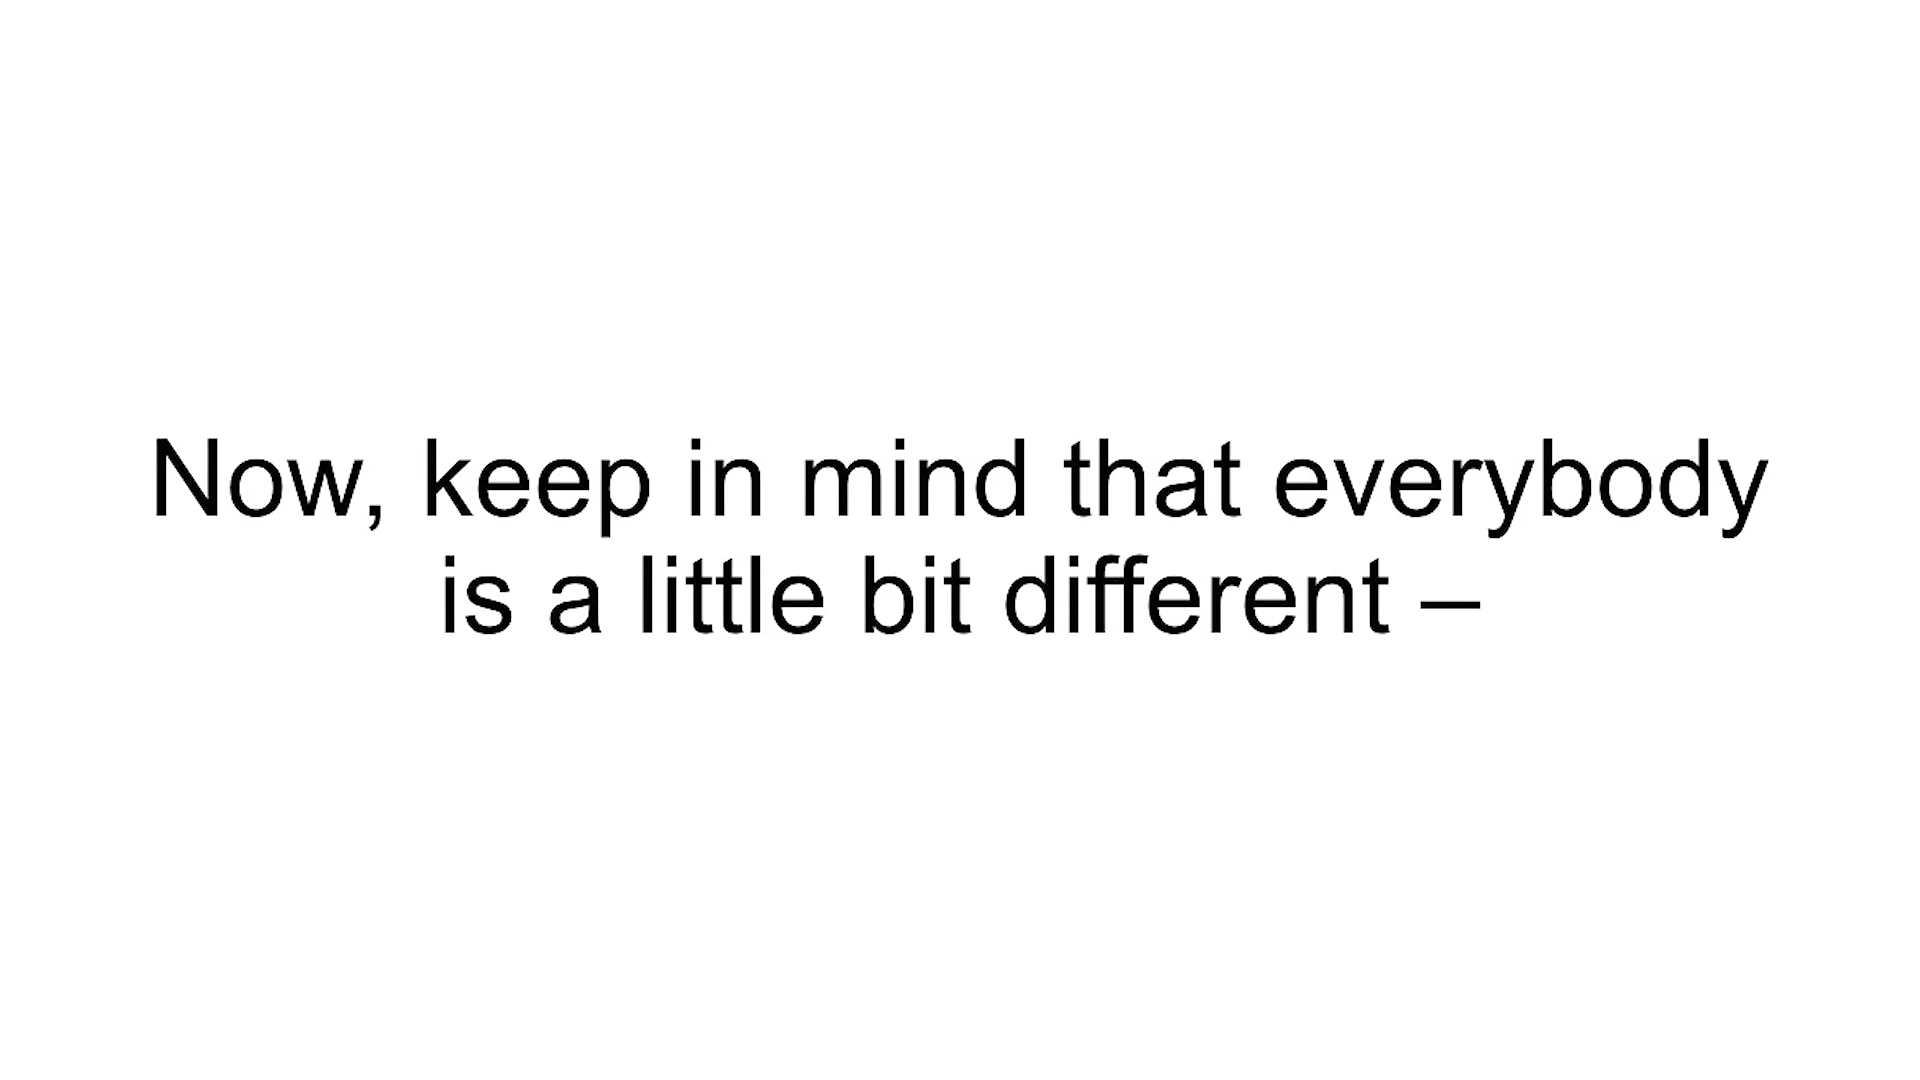 Now, keep in mind that everybody
is a little bit different –